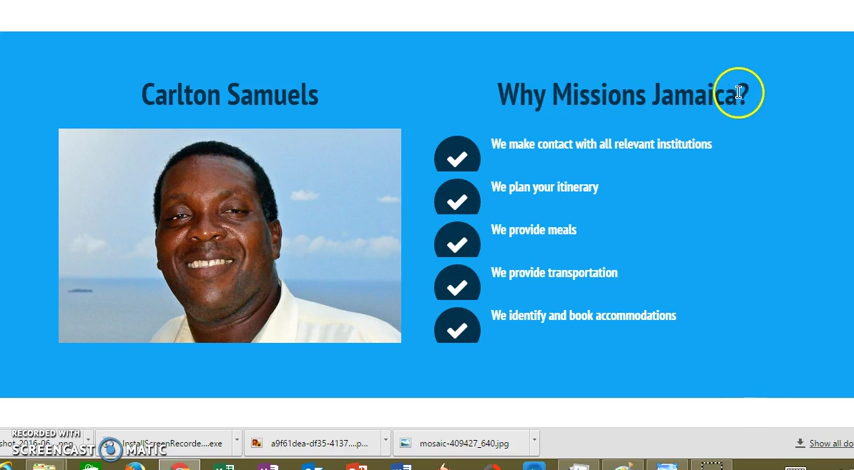 Carlton Samuels
Why Missions Jamaica?
We make contact with all relevant institutions
We plan your itinerary
We provide meals
We provide transportation
We identify and book accommodations
RECORDED WITH
SCREENCAST MATIC
InstallScreenRecorde....exe
a9f61dea-df35-4137....p...
mosaic-409427_640.jpg
Show all do